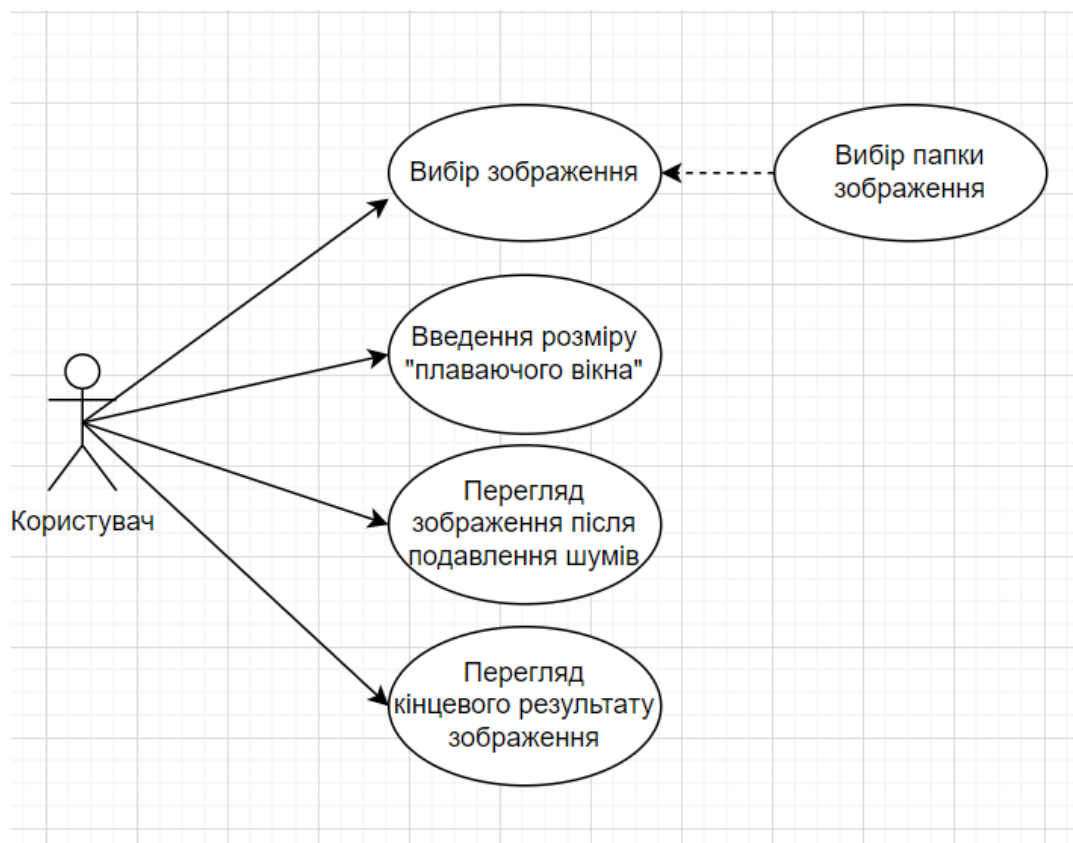 Вибір зображення
Вибір папки
зображення
Введення розміру
"плаваючого вікна"
Перегляд
зображення після
подавлення шумів
Користувач
Перегляд
кінцевого результату
зображення